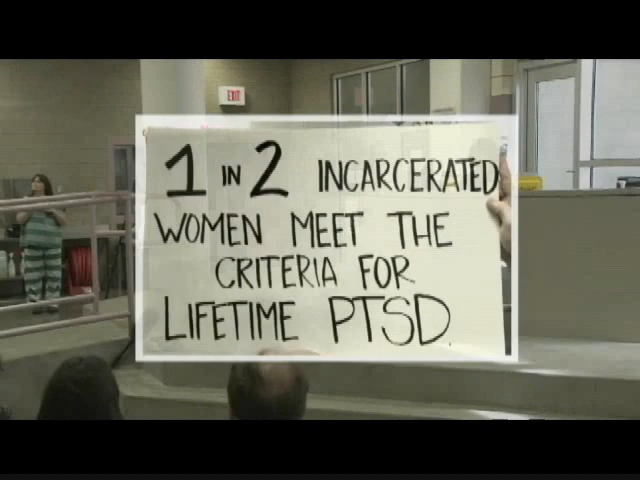 EXIT
1 IN 2 INCARCERATED
WOMEN MEET THE
CRITERIA FOR
LIFETIME PTSD.